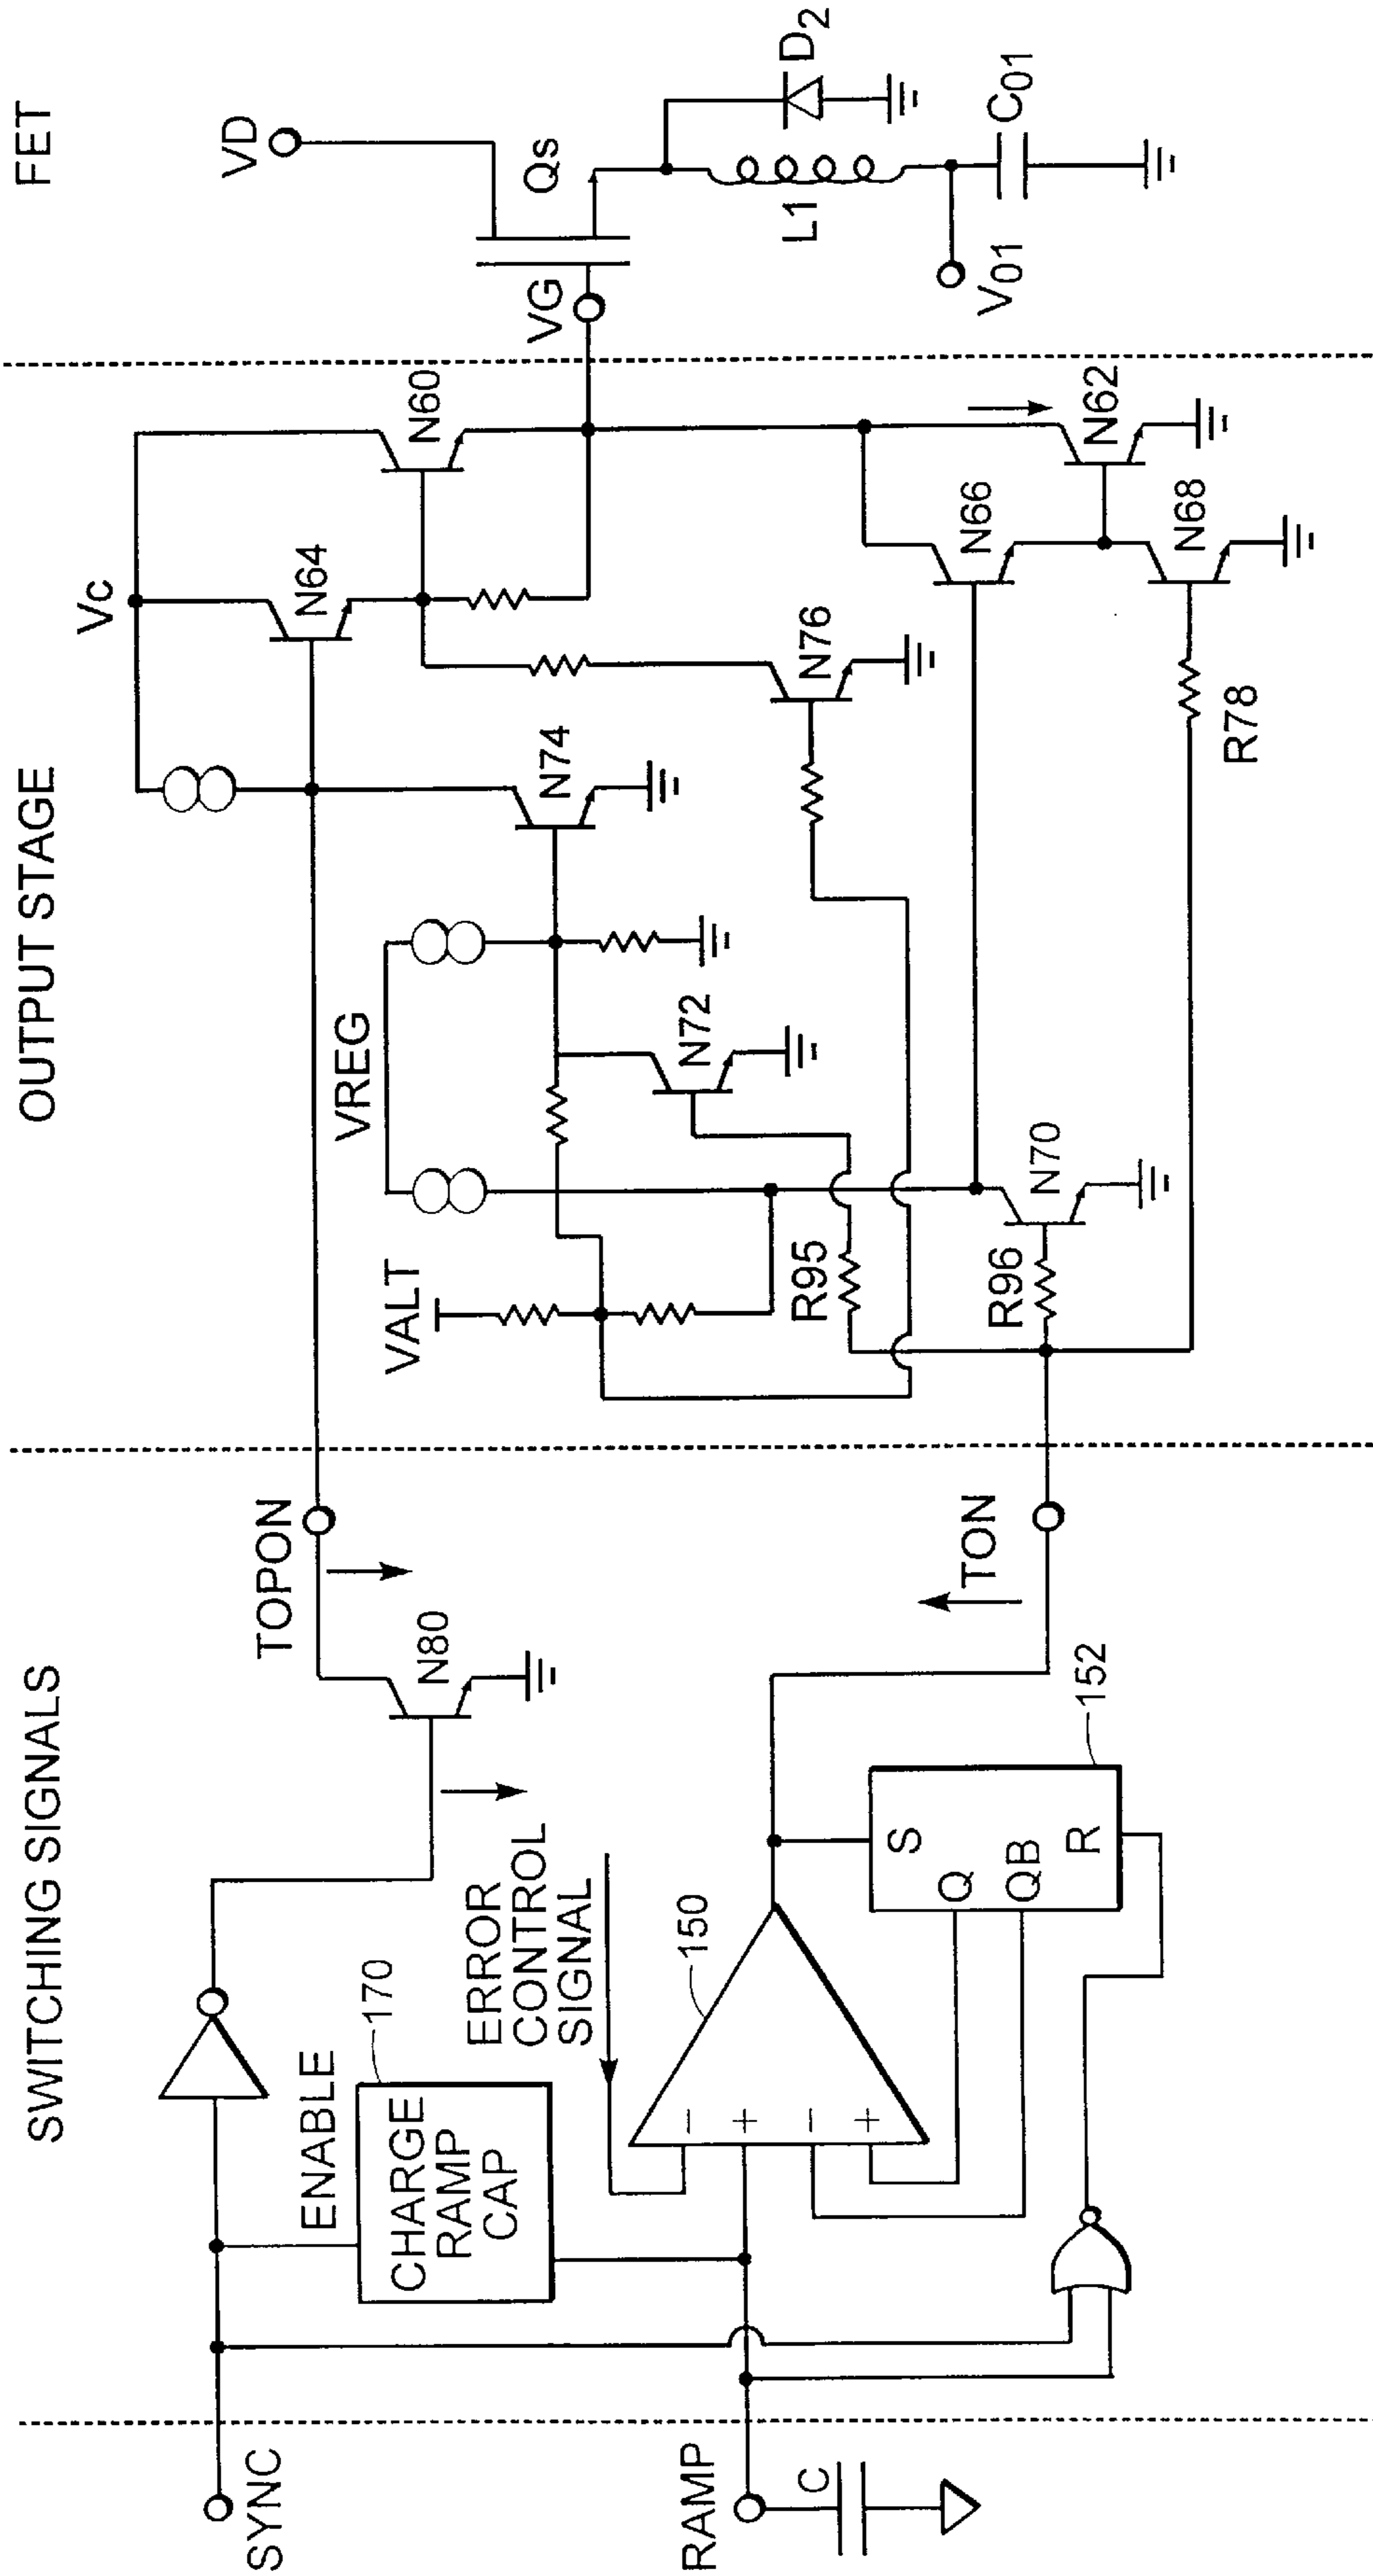 SWITCHING SIGNALS
OUTPUT STAGE
FET
SYNC
ENABLE
170
CHARGE
RAMP
CAP
N80
TOPON
ERROR
CONTROL
SIGNAL
150
−
+
−
+
S
Q
QB
R
152
TON
RAMP
C
VALT
VREG
Vc
N64
N60
N74
N76
N72
N70
R95
R96
N66
N68
N62
R78
VD
VG
Qs
D2
L1
V01
C01